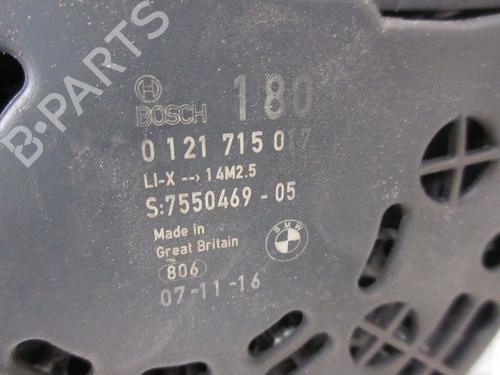 B-PARTS
BOSCH 180
0 121 715 017
LI-X --> 14M2.5
S:7550469 - 05
Made in
Great Britain
BMW
806
07-11-16
B-PARTS